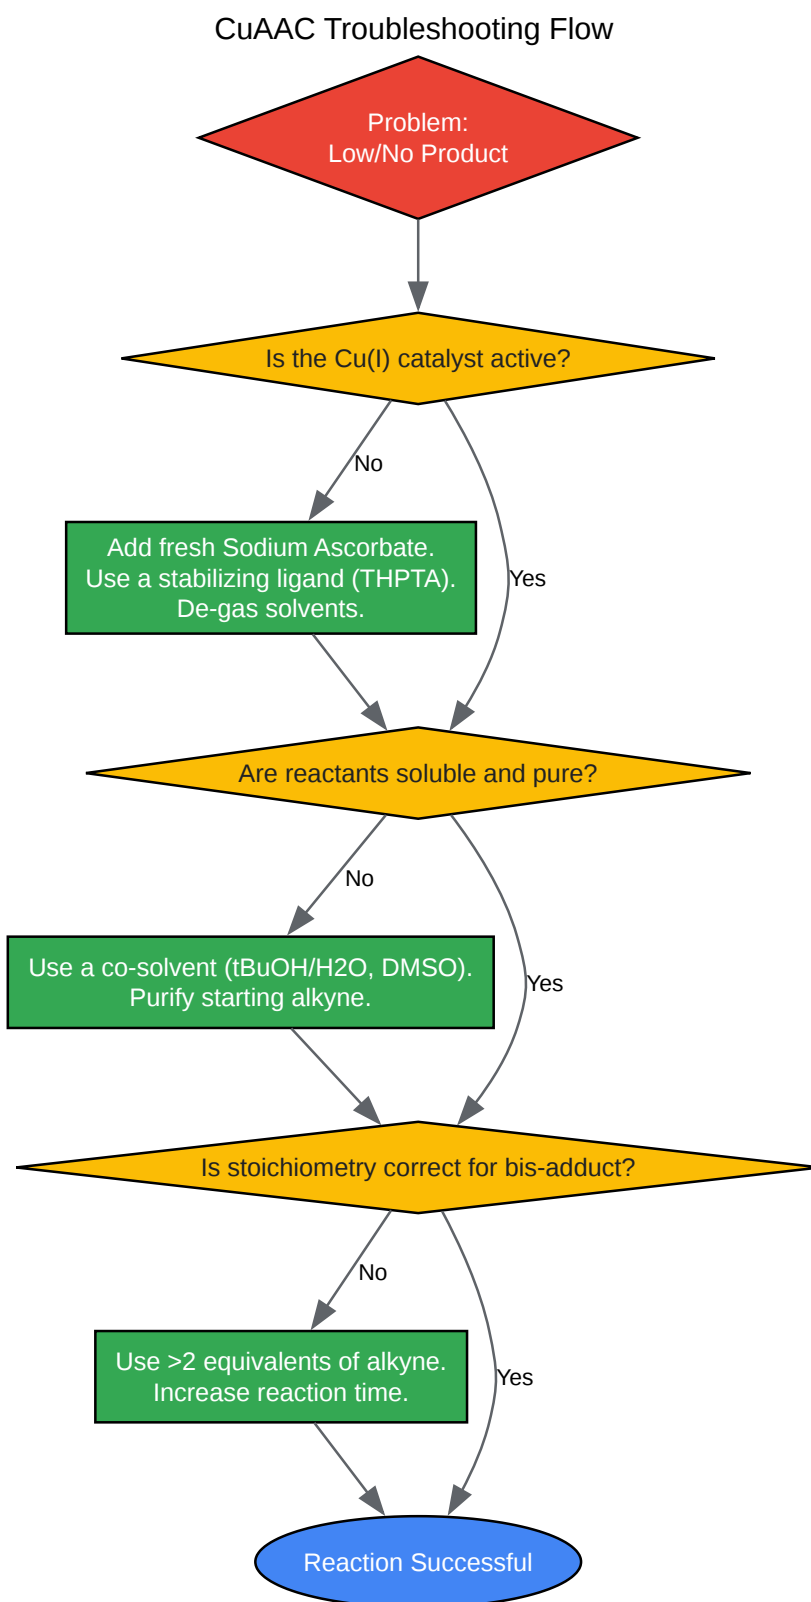 CuAAC Troubleshooting Flow
Problem:
Low/No Product
Is the Cu(I) catalyst active?
No
Add fresh Sodium Ascorbate.
Use a stabilizing ligand (THPTA).
De-gas solvents.
Yes
Are reactants soluble and pure?
No
Use a co-solvent (tBuOH/H2O, DMSO).
Purify starting alkyne.
Yes
Is stoichiometry correct for bis-adduct?
No
Use >2 equivalents of alkyne.
Increase reaction time.
Yes
Reaction Successful